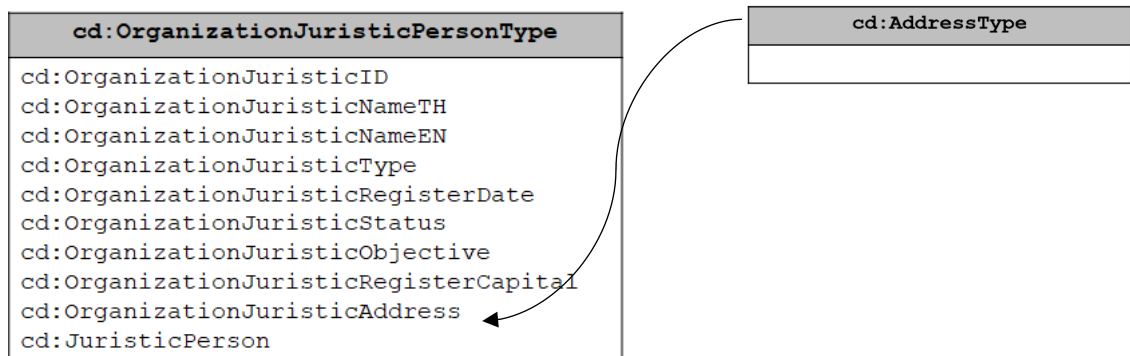 cd:OrganizationJuristicPersonType
cd:OrganizationJuristicID
cd:OrganizationJuristicNameTH
cd:OrganizationJuristicNameEN
cd:OrganizationJuristicType
cd:OrganizationJuristicRegisterDate
cd:OrganizationJuristicStatus
cd:OrganizationJuristicObjective
cd:OrganizationJuristicRegisterCapital
cd:OrganizationJuristicAddress
cd:JuristicPerson
cd:AddressType